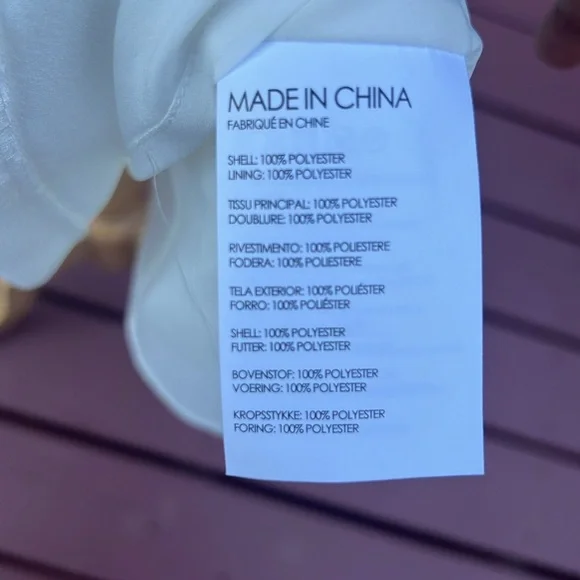 MADE IN CHINA
FABRIQUÉ EN CHINE
SHELL: 100% POLYESTER
LINING: 100% POLYESTER
TISSU PRINCIPAL: 100% POLYESTER
DOUBLURE: 100% POLYESTER
RIVESTIMENTO: 100% POLIESTERE
FODERA: 100% POLIESTERE
TELA EXTERIOR: 100% POLIÉSTER
FORRO: 100% POLIÉSTER
SHELL: 100% POLYESTER
FUTTER: 100% POLYESTER
BOVENSTOF: 100% POLYESTER
VOERING: 100% POLYESTER
KROPSSTYKKE: 100% POLYESTER
FORING: 100% POLYESTER